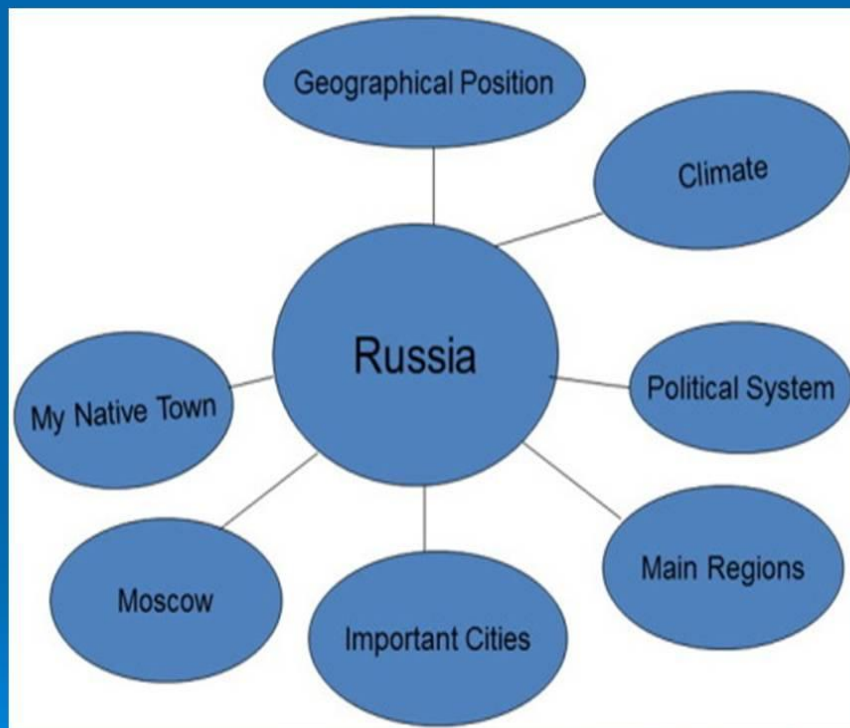 Geographical Position
Climate
Russia
Political System
My Native Town
Main Regions
Moscow
Important Cities